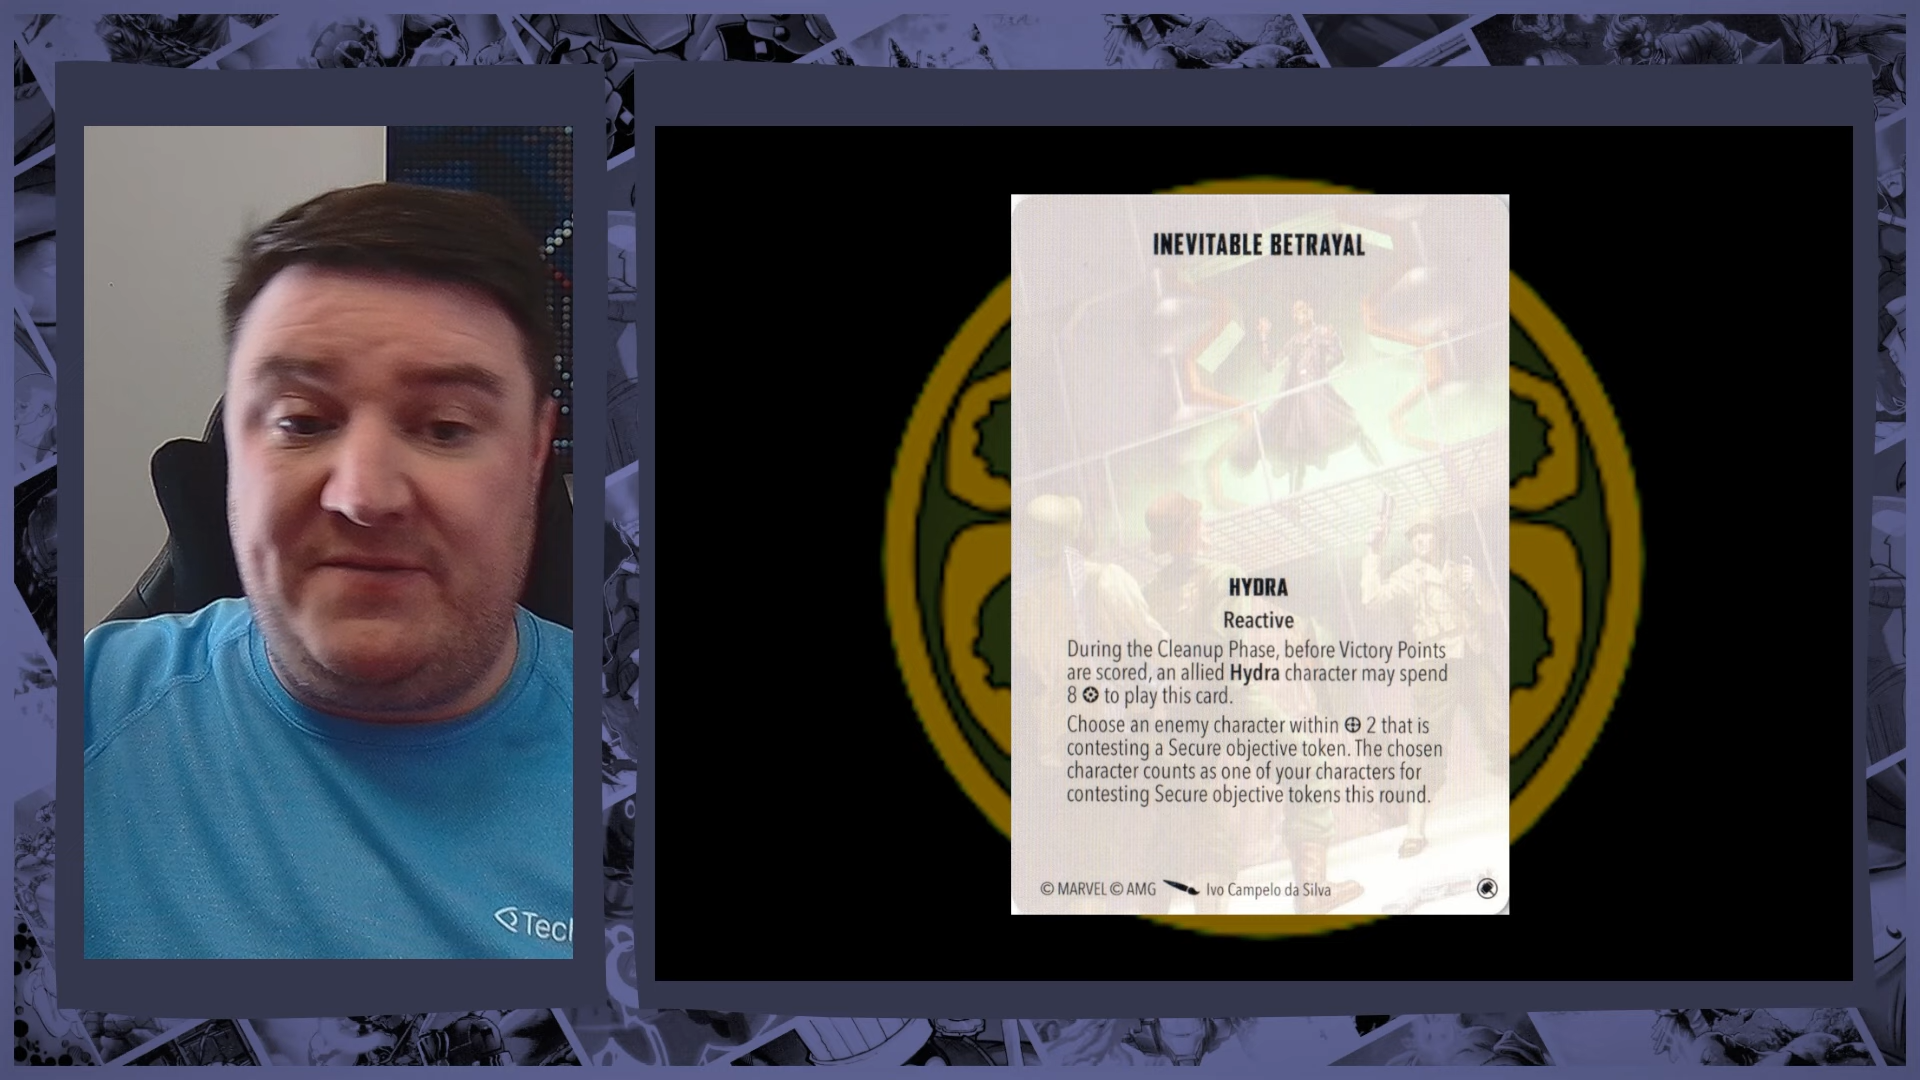 Tech
INEVITABLE BETRAYAL
HYDRA
Reactive
During the Cleanup Phase, before Victory Points
are scored, an allied Hydra character may spend
8 to play this card.
Choose an enemy character within 2 that is
contesting a Secure objective token. The chosen
character counts as one of your characters for
contesting Secure objective tokens this round.
© MARVEL © AMG Ivo Campelo da Silva